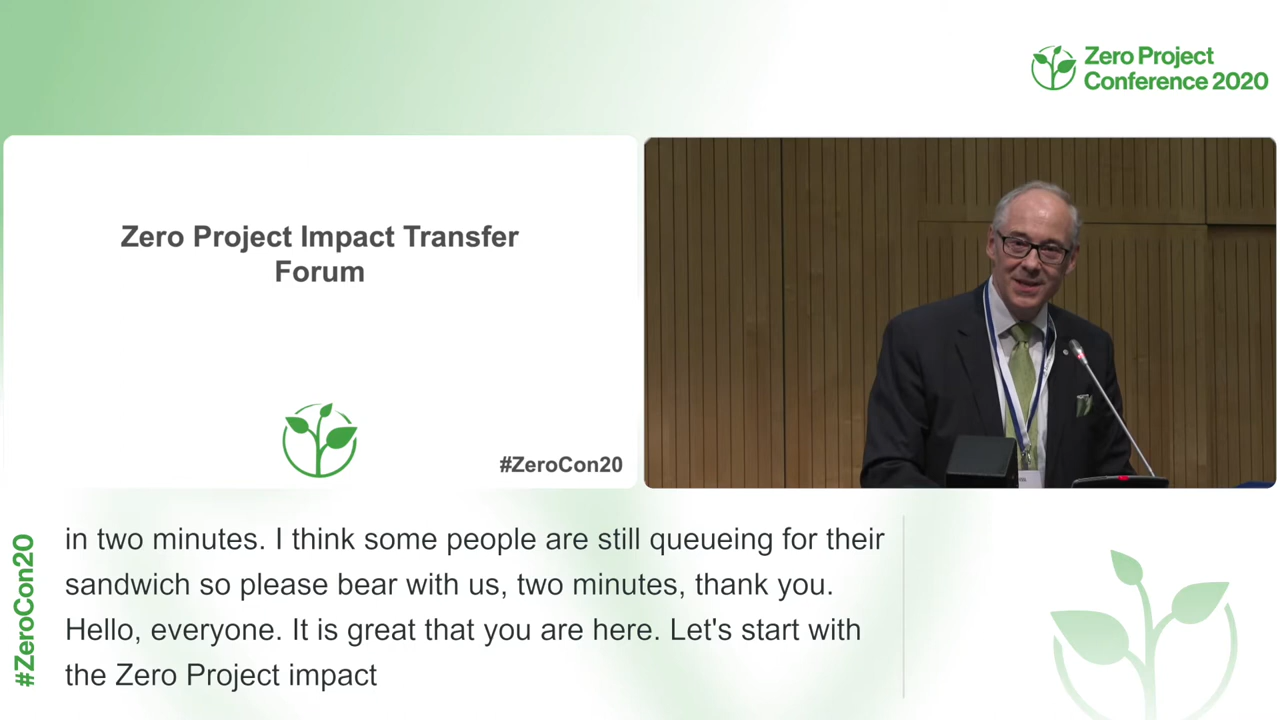 Zero Project
Conference 2020
Zero Project Impact Transfer
Forum
#ZeroCon20
#ZeroCon20
in two minutes. I think some people are still queueing for their
sandwich so please bear with us, two minutes, thank you.
Hello, everyone. It is great that you are here. Let's start with
the Zero Project impact